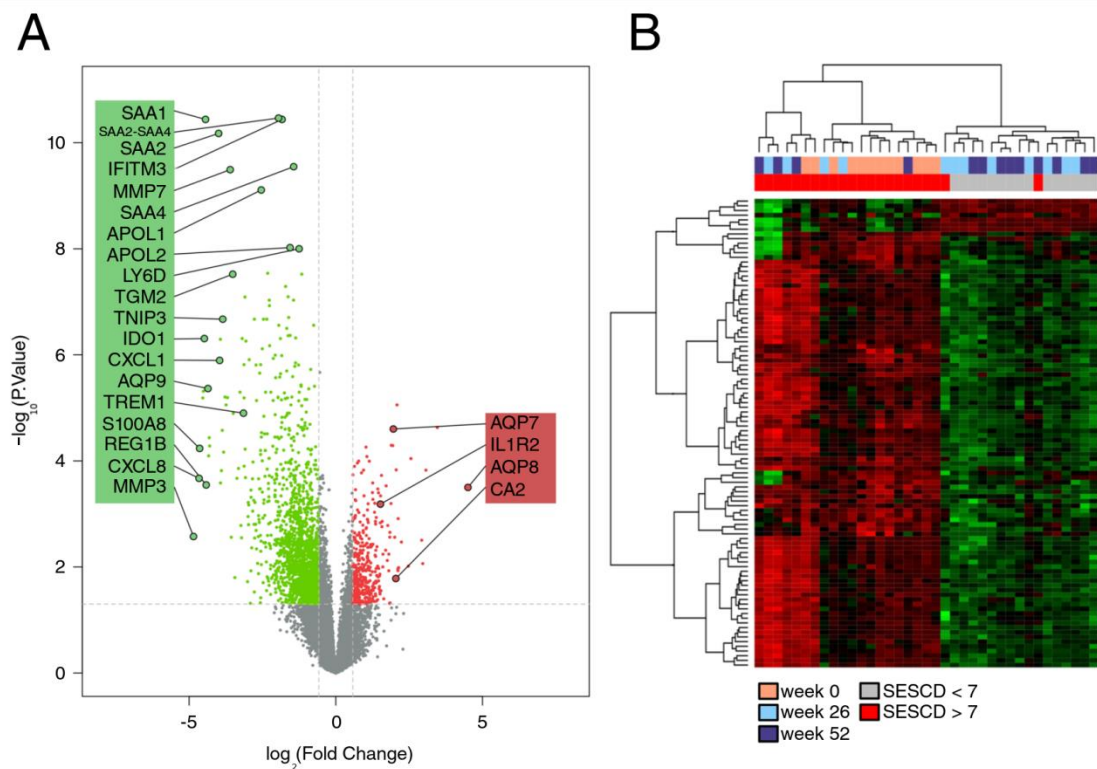 A
B
SAA1
SAA2-SAA4
SAA2
IFITM3
MMP7
SAA4
APOL1
APOL2
LY6D
TGM2
TNIP3
IDO1
CXCL1
AQP9
TREM1
S100A8
REG1B
CXCL8
MMP3
AQP7
IL1R2
AQP8
CA2
10
8
6
4
2
0
−log10(P.Value)
-5
0
5
log2(Fold Change)
week 0
week 26
week 52
SESCD < 7
SESCD > 7